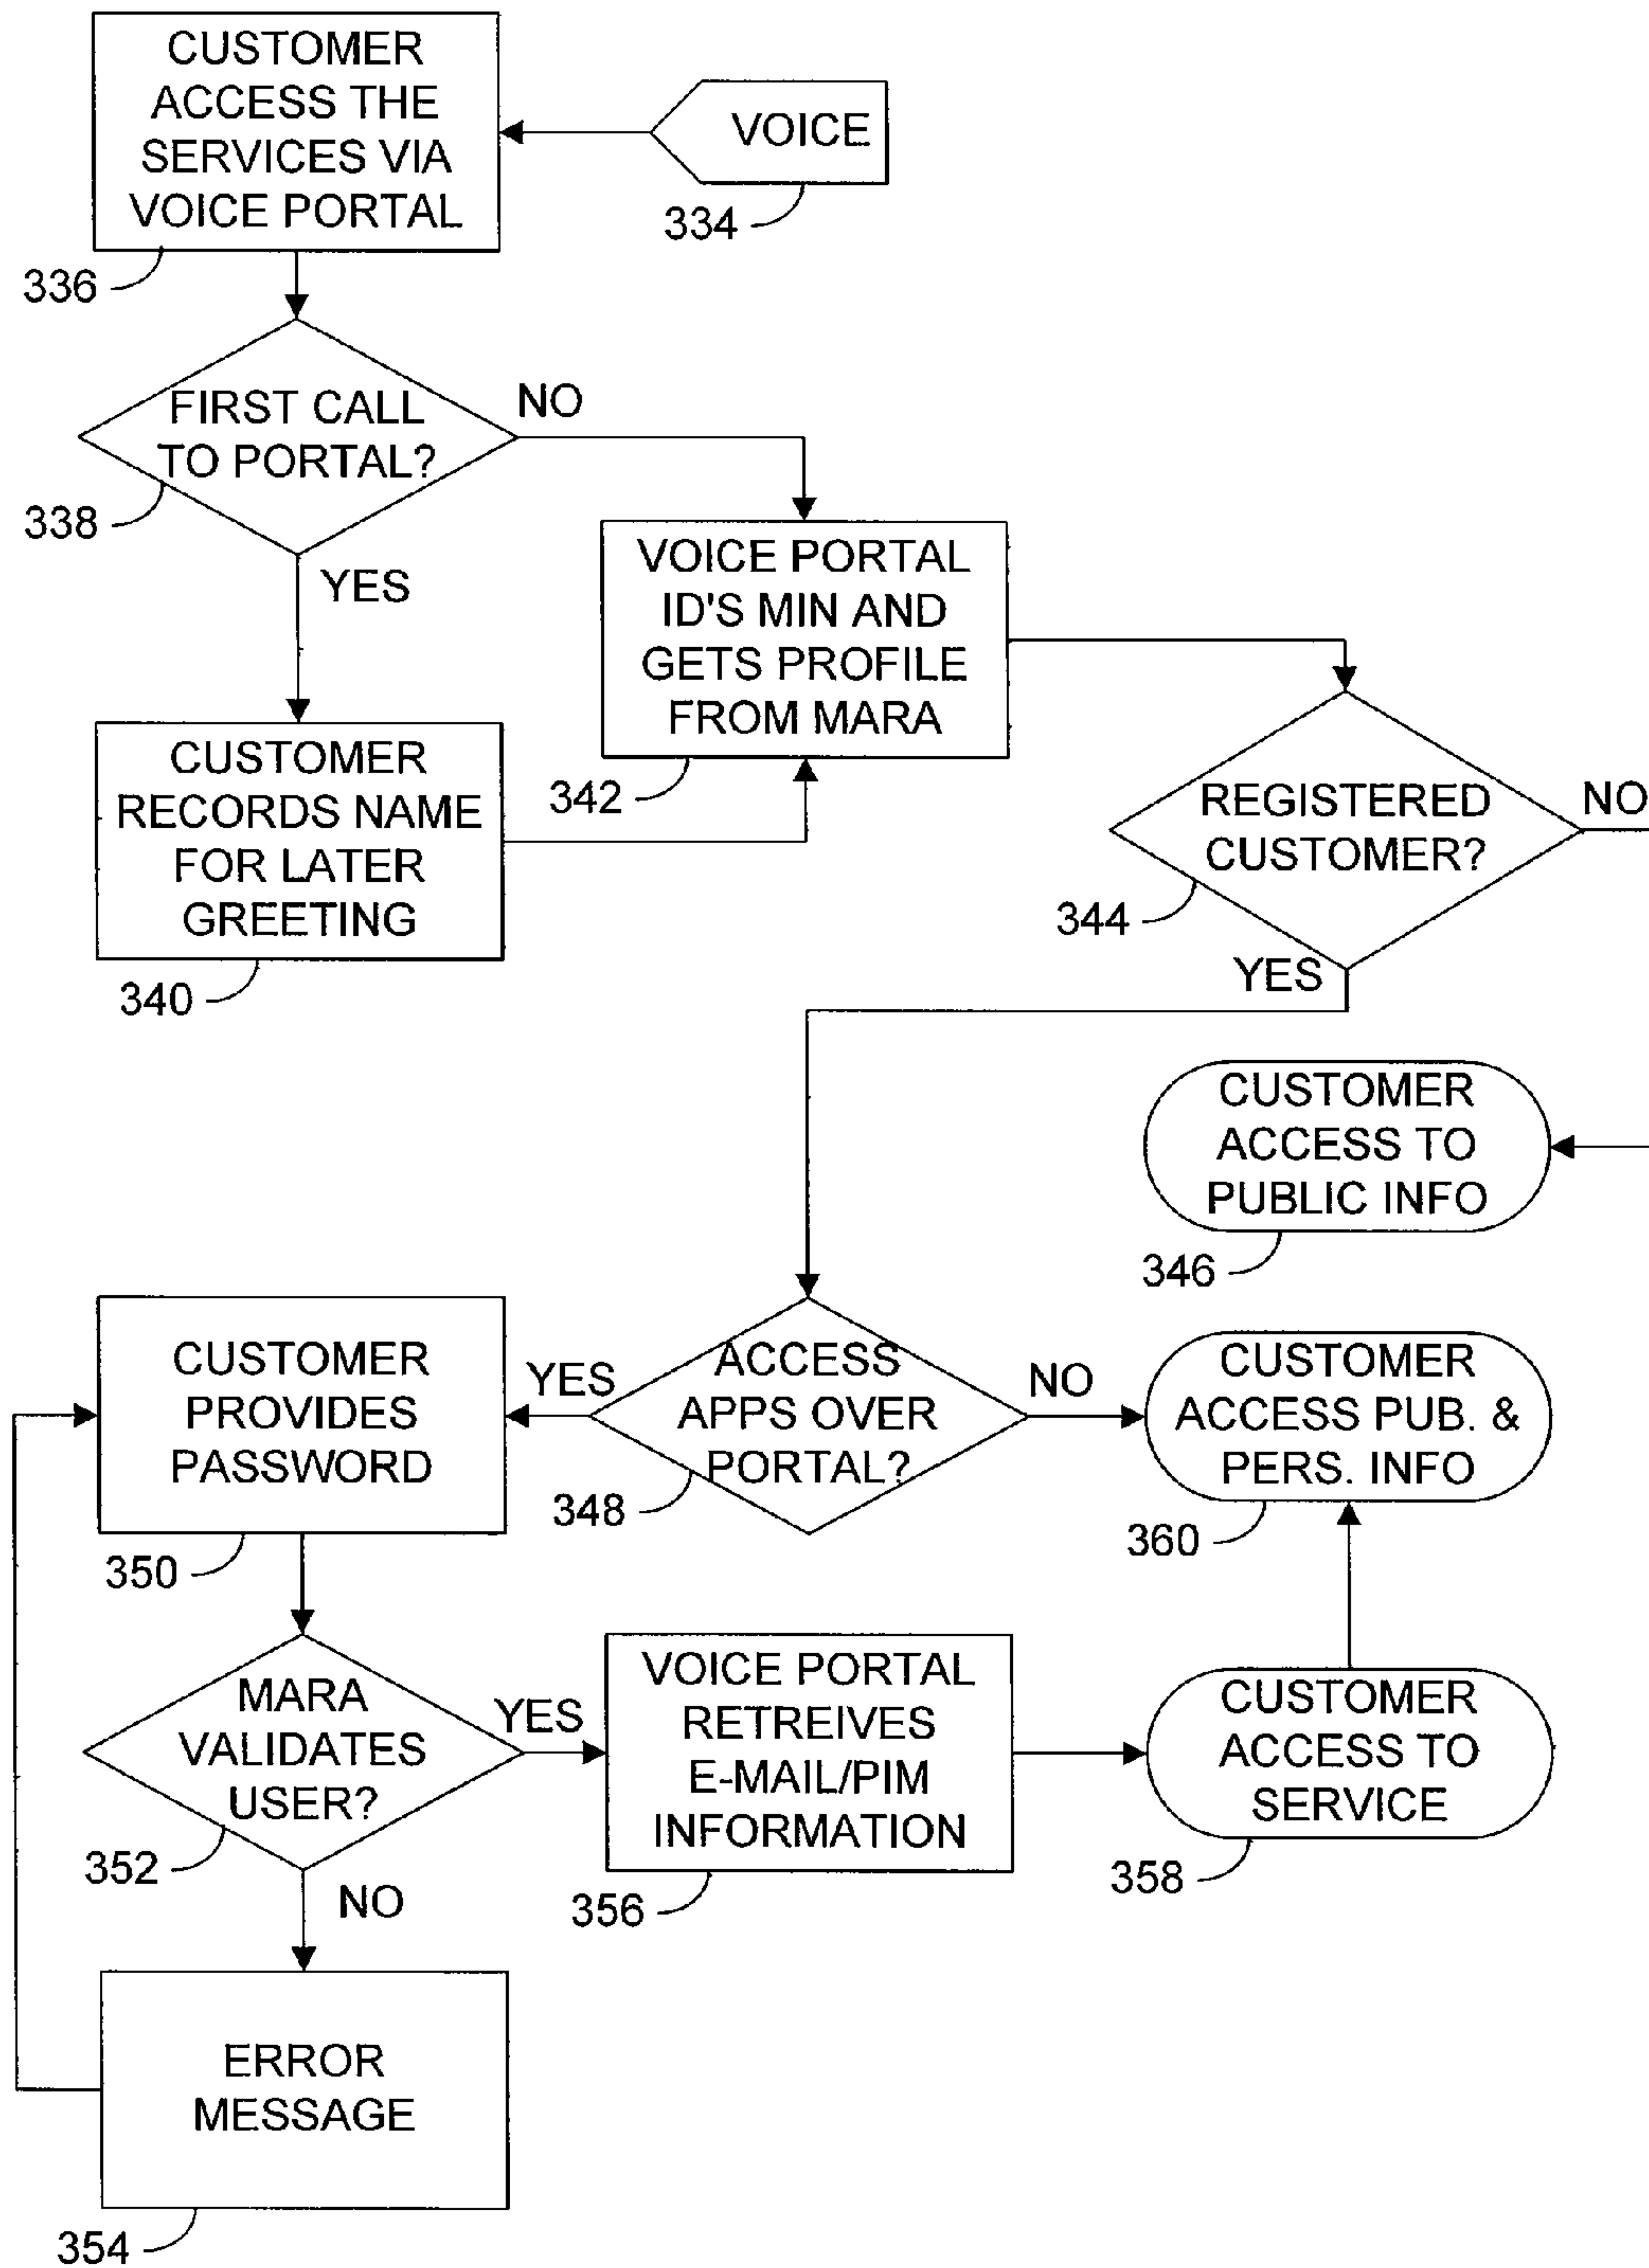 CUSTOMER
ACCESS THE
SERVICES VIA
VOICE PORTAL
336
VOICE
334
FIRST CALL
TO PORTAL?
338
NO
YES
CUSTOMER
RECORDS NAME
FOR LATER
GREETING
340
VOICE PORTAL
ID'S MIN AND
GETS PROFILE
FROM MARA
342
REGISTERED
CUSTOMER?
344
NO
YES
CUSTOMER
ACCESS TO
PUBLIC INFO
346
ACCESS
APPS OVER
PORTAL?
348
YES
NO
CUSTOMER
PROVIDES
PASSWORD
350
CUSTOMER
ACCESS PUB. &
PERS. INFO
360
MARA
VALIDATES
USER?
352
YES
NO
VOICE PORTAL
RETREIVES
E-MAIL/PIM
INFORMATION
356
CUSTOMER
ACCESS TO
SERVICE
358
ERROR
MESSAGE
354